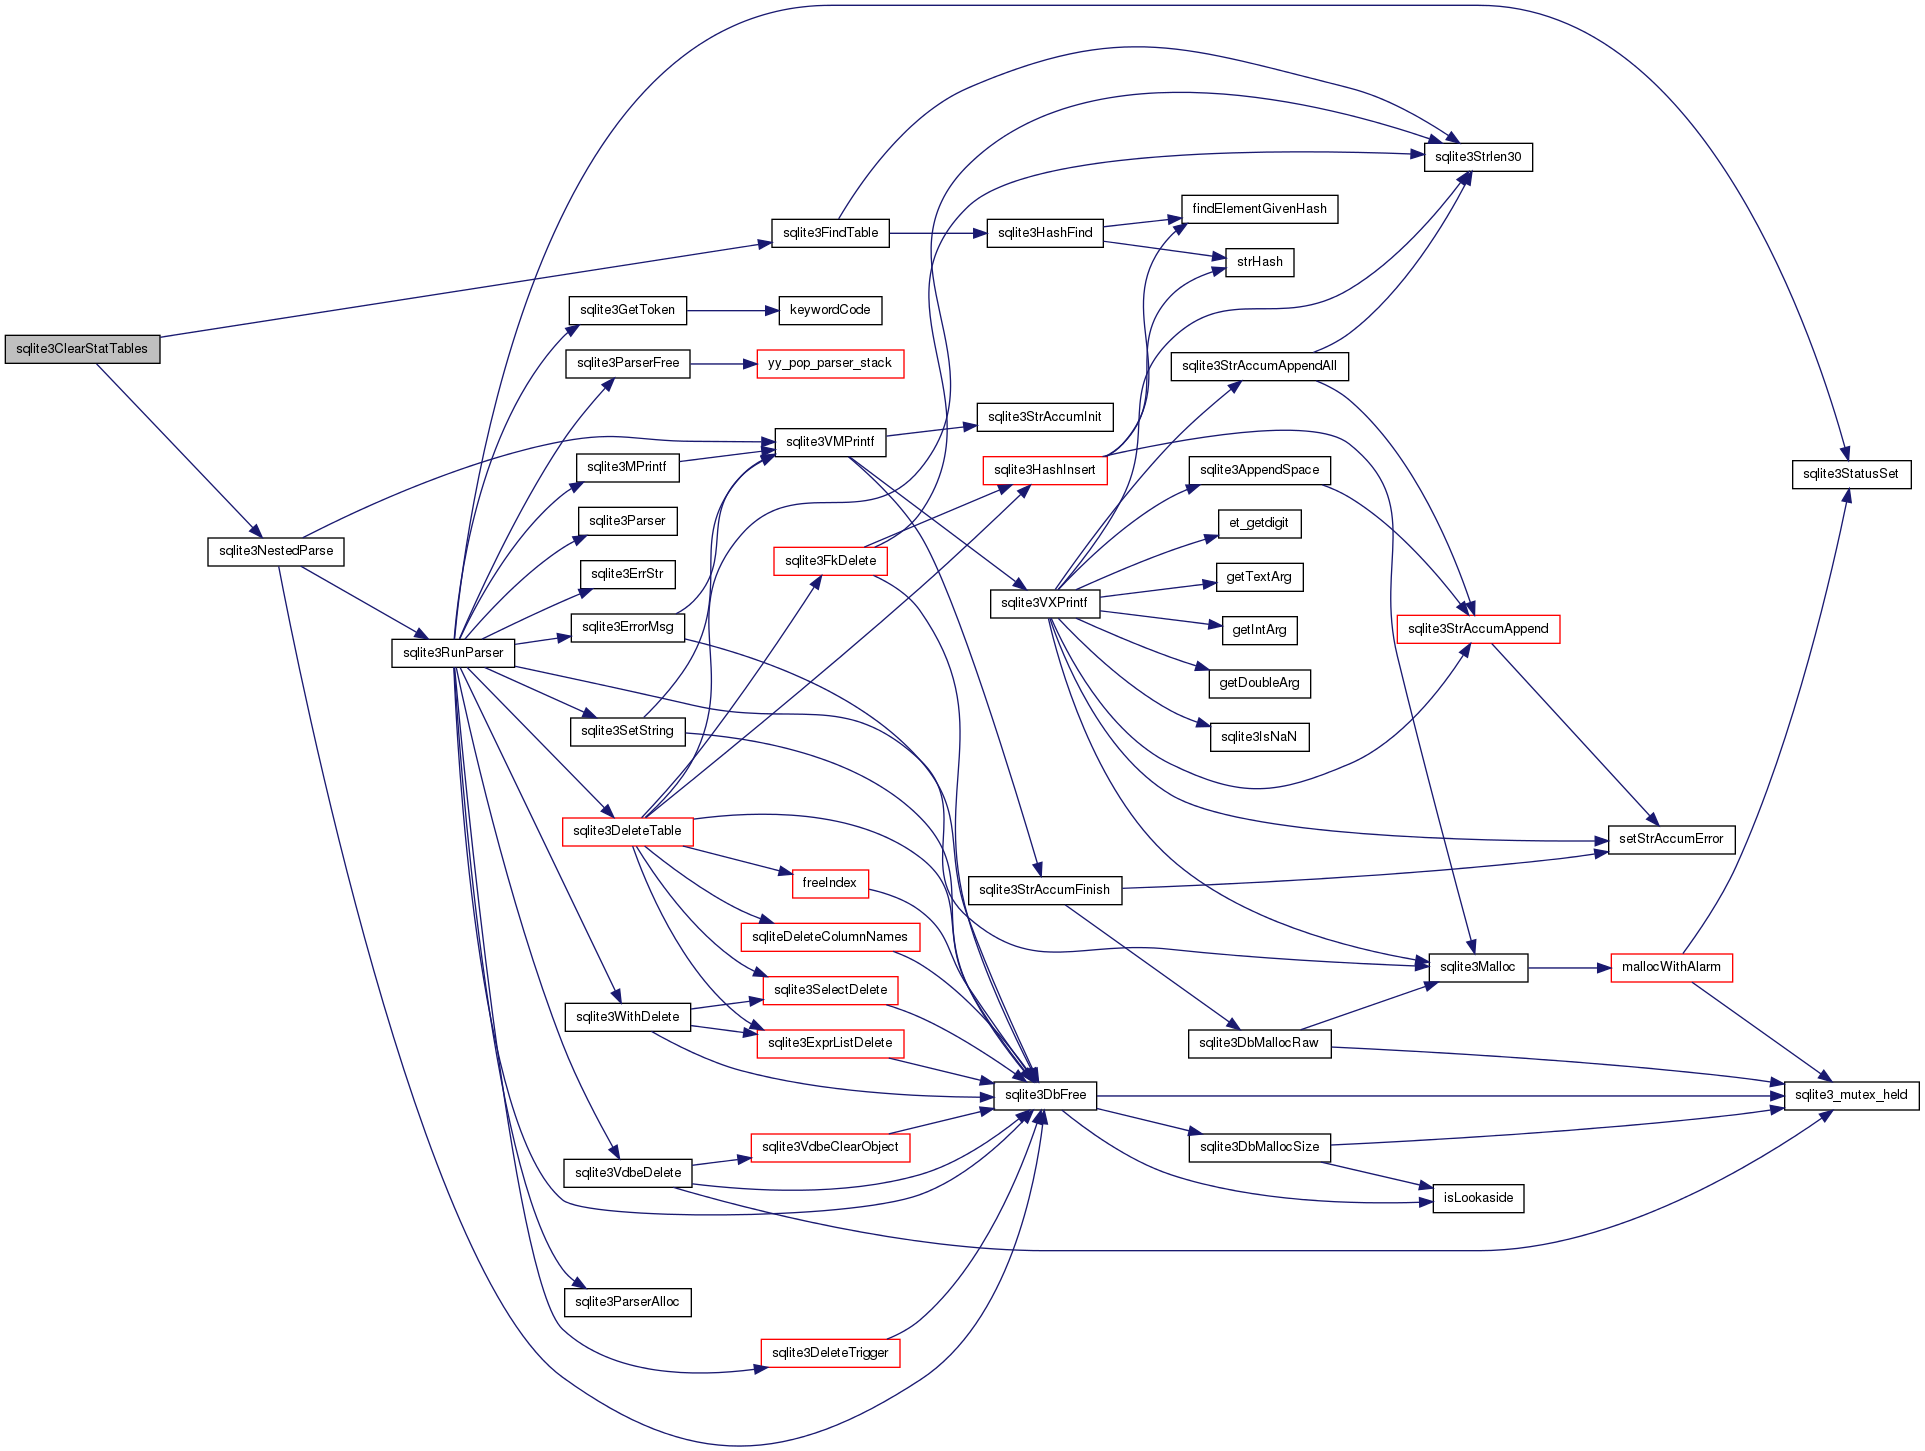 sqlite3ClearStatTables
sqlite3NestedParse
sqlite3RunParser
sqlite3GetToken
sqlite3ParserFree
sqlite3MPrintf
sqlite3Parser
sqlite3ErrStr
sqlite3ErrorMsg
sqlite3SetString
sqlite3DeleteTable
sqlite3WithDelete
sqlite3VdbeDelete
sqlite3ParserAlloc
sqlite3FindTable
keywordCode
yy_pop_parser_stack
sqlite3VMPrintf
sqlite3FkDelete
freeIndex
sqliteDeleteColumnNames
sqlite3SelectDelete
sqlite3ExprListDelete
sqlite3VdbeClearObject
sqlite3DeleteTrigger
sqlite3HashFind
sqlite3StrAccumInit
sqlite3HashInsert
sqlite3VXPrintf
sqlite3StrAccumFinish
sqlite3DbFree
findElementGivenHash
strHash
sqlite3StrAccumAppendAll
sqlite3AppendSpace
et_getdigit
getTextArg
getIntArg
getDoubleArg
sqlite3IsNaN
sqlite3DbMallocRaw
sqlite3DbMallocSize
sqlite3Strlen30
sqlite3StrAccumAppend
sqlite3Malloc
isLookaside
setStrAccumError
mallocWithAlarm
sqlite3StatusSet
sqlite3_mutex_held